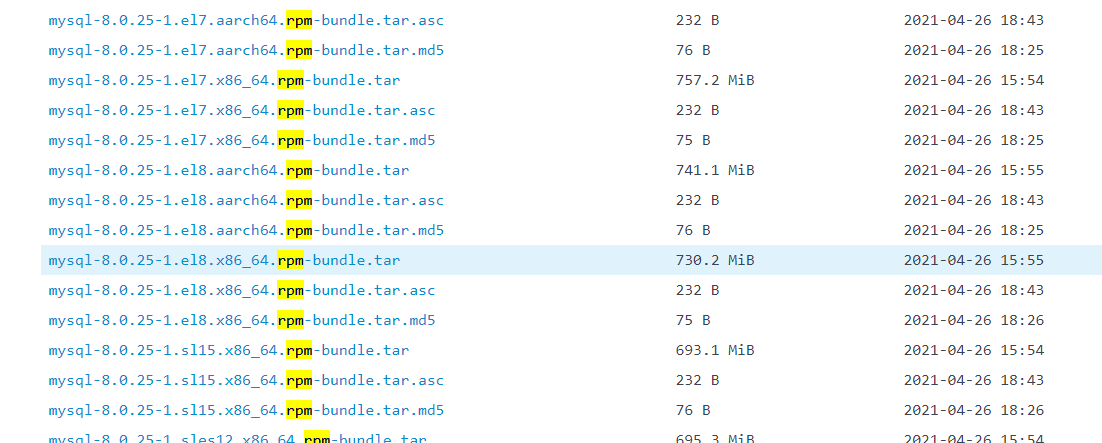 mysql-8.0.25-1.el7.aarch64.rpm-bundle.tar.asc 232 B 2021-04-26 18:43
mysql-8.0.25-1.el7.aarch64.rpm-bundle.tar.md5 76 B 2021-04-26 18:25
mysql-8.0.25-1.el7.x86_64.rpm-bundle.tar 757.2 MiB 2021-04-26 15:54
mysql-8.0.25-1.el7.x86_64.rpm-bundle.tar.asc 232 B 2021-04-26 18:43
mysql-8.0.25-1.el7.x86_64.rpm-bundle.tar.md5 75 B 2021-04-26 18:25
mysql-8.0.25-1.el8.aarch64.rpm-bundle.tar 741.1 MiB 2021-04-26 15:55
mysql-8.0.25-1.el8.aarch64.rpm-bundle.tar.asc 232 B 2021-04-26 18:43
mysql-8.0.25-1.el8.aarch64.rpm-bundle.tar.md5 76 B 2021-04-26 18:25
mysql-8.0.25-1.el8.x86_64.rpm-bundle.tar 730.2 MiB 2021-04-26 15:55
mysql-8.0.25-1.el8.x86_64.rpm-bundle.tar.asc 232 B 2021-04-26 18:43
mysql-8.0.25-1.el8.x86_64.rpm-bundle.tar.md5 75 B 2021-04-26 18:26
mysql-8.0.25-1.sl15.x86_64.rpm-bundle.tar 693.1 MiB 2021-04-26 15:54
mysql-8.0.25-1.sl15.x86_64.rpm-bundle.tar.asc 232 B 2021-04-26 18:43
mysql-8.0.25-1.sl15.x86_64.rpm-bundle.tar.md5 76 B 2021-04-26 18:26
mysql-8.0.25-1.sles12.x86_64.rpm-bundle.tar 695.3 MiB 2021-04-26 15:54